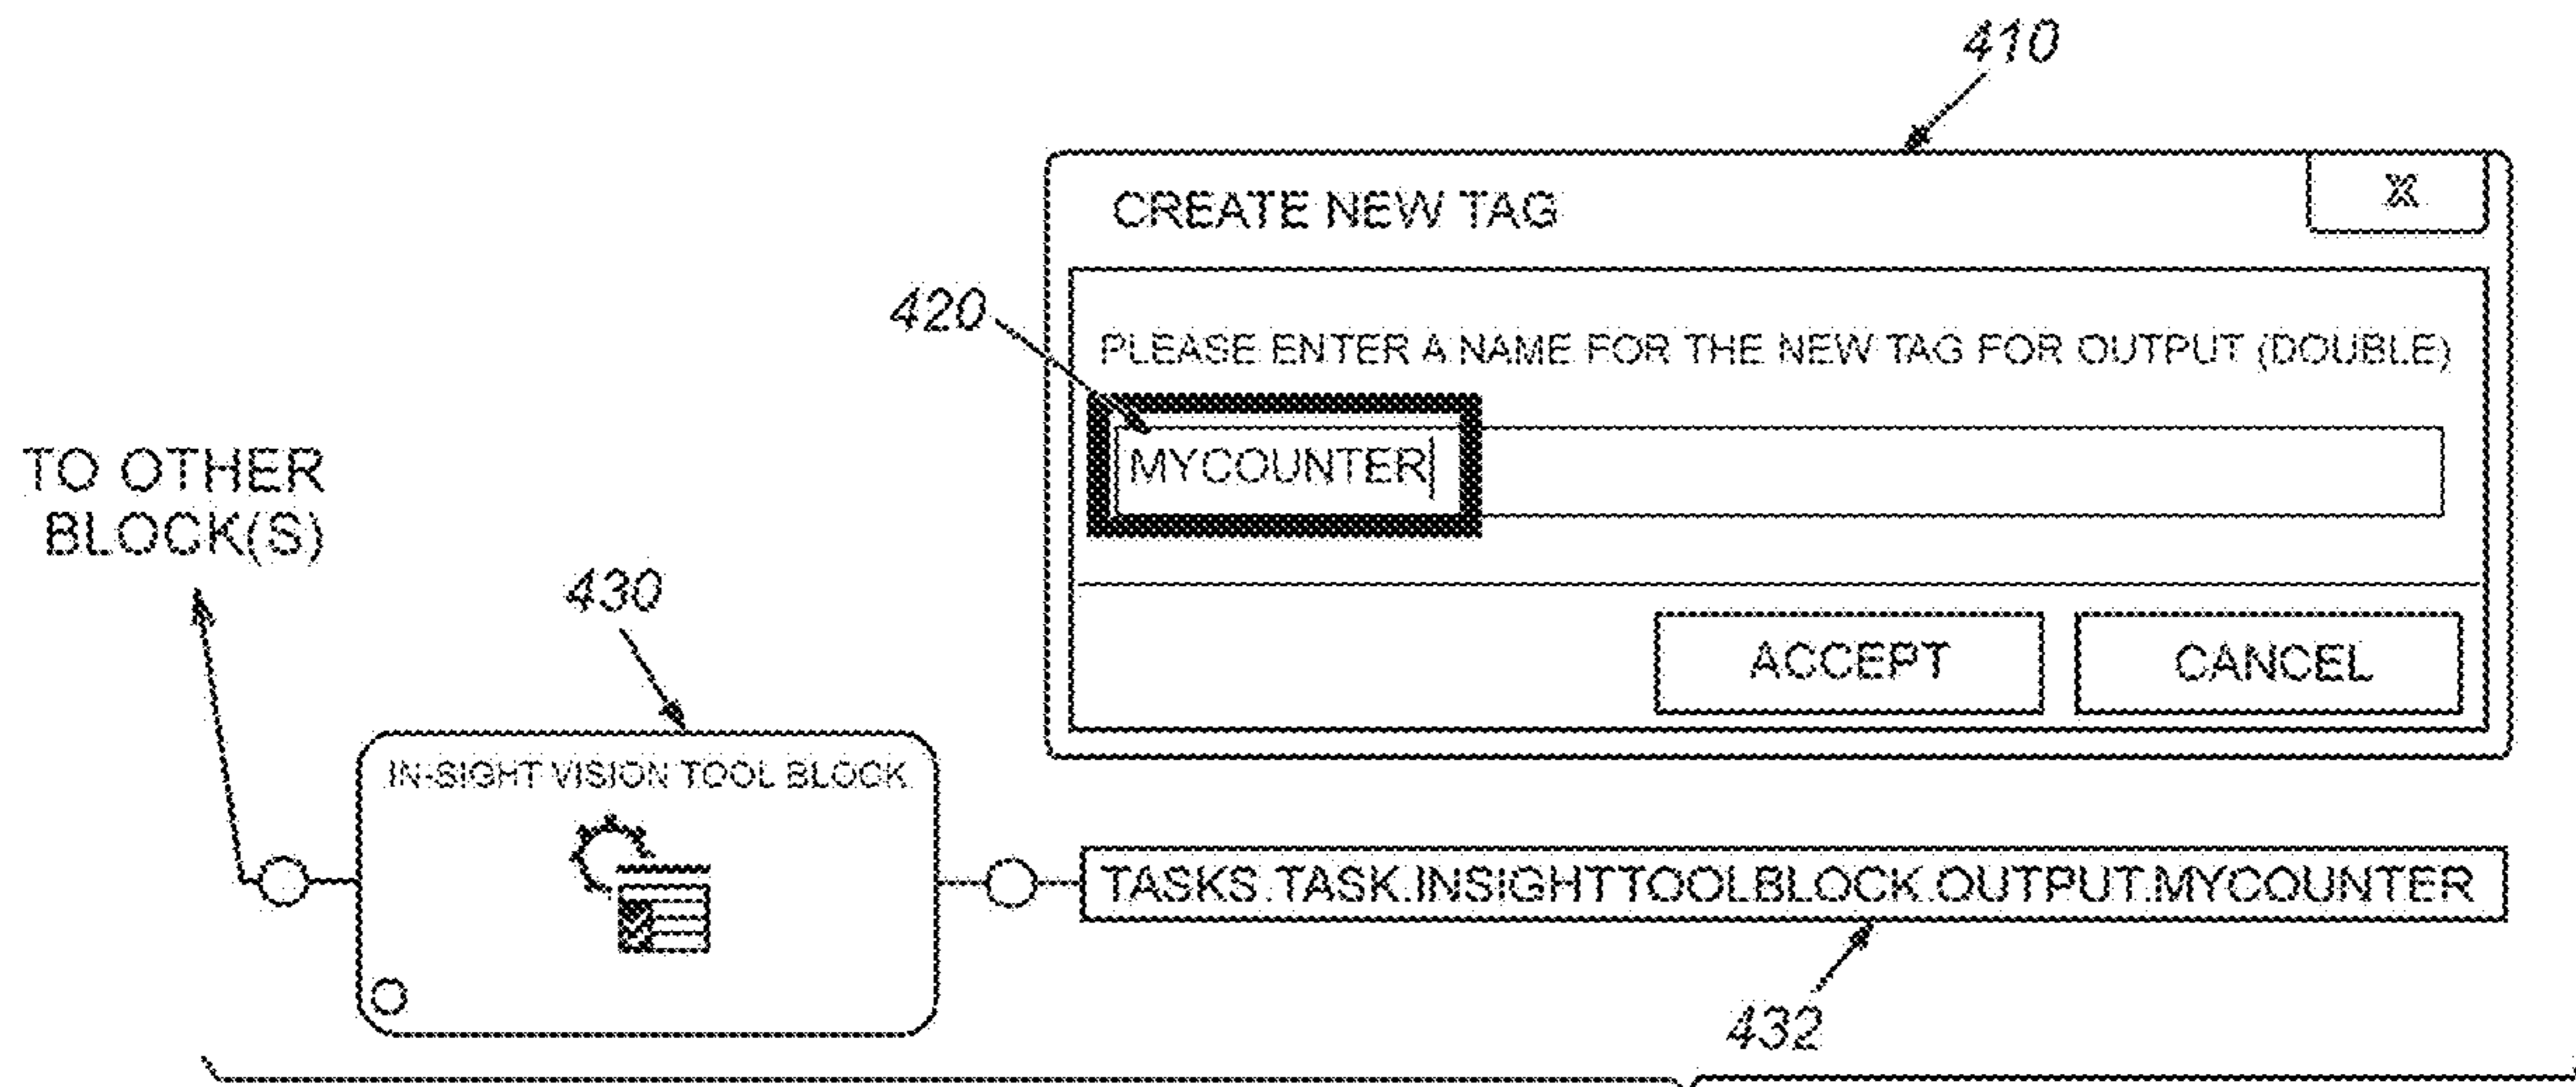 410
CREATE NEW TAG
X
420
PLEASE ENTER A NAME FOR THE NEW TAG FOR OUTPUT (DOUBLE)
MYCOUNTER
TO OTHER
BLOCK(S)
430
ACCEPT
CANCEL
IN-SIGHT VISION TOOL BLOCK
TASKS.TASK.INSIGHTTOOLBLOCK.OUTPUT.MYCOUNTER
432